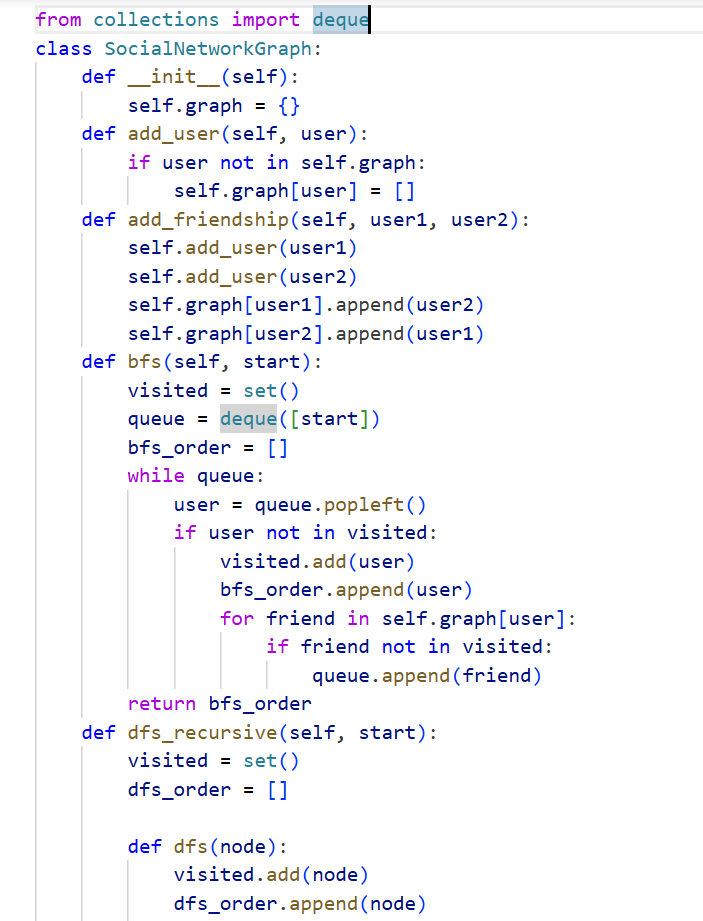 from collections import deque
class SocialNetworkGraph:
    def __init__(self):
        self.graph = {}
    def add_user(self, user):
        if user not in self.graph:
            self.graph[user] = []
    def add_friendship(self, user1, user2):
        self.add_user(user1)
        self.add_user(user2)
        self.graph[user1].append(user2)
        self.graph[user2].append(user1)
    def bfs(self, start):
        visited = set()
        queue = deque([start])
        bfs_order = []
        while queue:
            user = queue.popleft()
            if user not in visited:
                visited.add(user)
                bfs_order.append(user)
                for friend in self.graph[user]:
                    if friend not in visited:
                        queue.append(friend)
        return bfs_order
    def dfs_recursive(self, start):
        visited = set()
        dfs_order = []

        def dfs(node):
            visited.add(node)
            dfs_order.append(node)